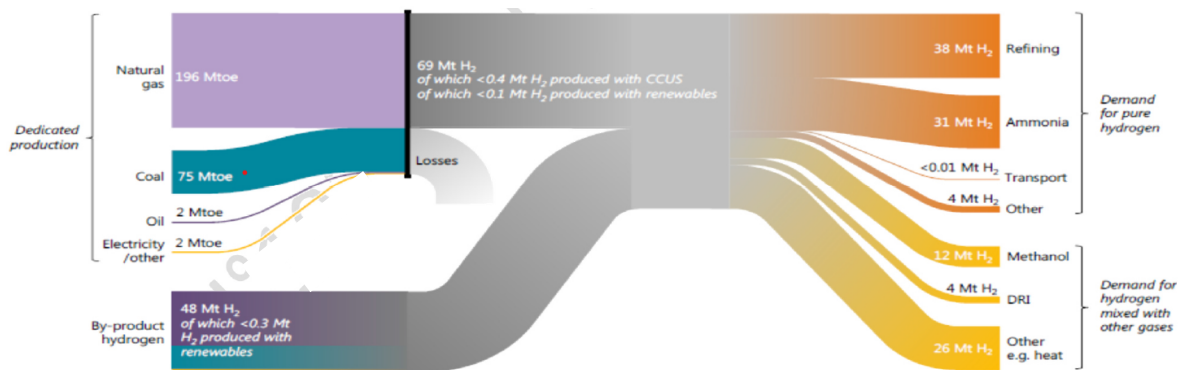 Dedicated
production
Natural
gas
196 Mtoe
Coal
75 Mtoe
Oil
2 Mtoe
Electricity
/other
2 Mtoe
By-product
hydrogen
48 Mt H₂
of which <0.3 Mt
H₂ produced with
renewables
69 Mt H₂
of which <0.4 Mt H₂ produced with CCUS
of which <0.1 Mt H₂ produced with renewables
Losses
38 Mt H₂
Refining
31 Mt H₂
Ammonia
<0.01 Mt H₂
Transport
4 Mt H₂
Other
Demand
for pure
hydrogen
12 Mt H₂
Methanol
4 Mt H₂
DRI
26 Mt H₂
Other
e.g. heat
Demand for
hydrogen
mixed with
other gases